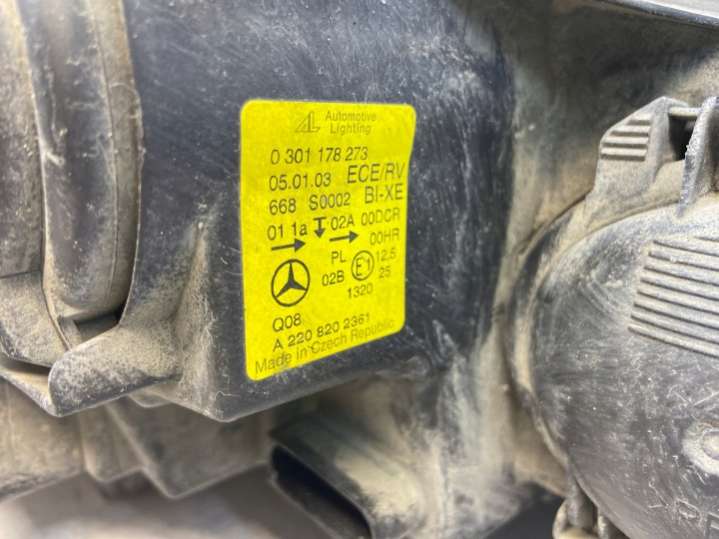 AL Automotive
Lighting
0 301 178 273
05.01.03 ECE/RV
668 S0002 BI-XE
01 1a 02A 00DCR
00HR
PL 12,5
02B E1 25
1320
Q08
A 220 820 2361
Made in Czech Republic